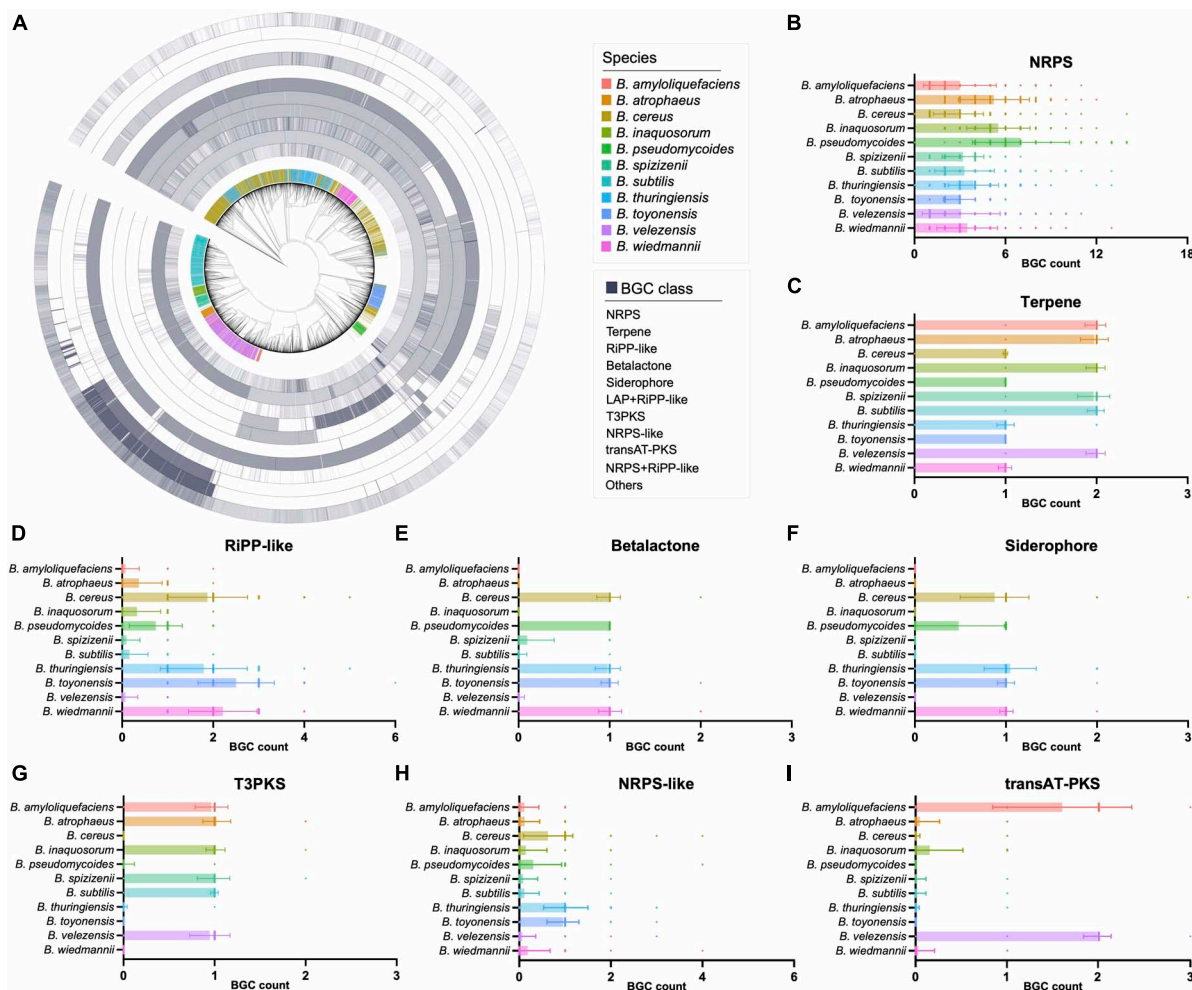 A
Species
B. amyloliquefaciens
B. atrophaeus
B. cereus
B. inaquosorum
B. pseudomycoides
B. spizizenii
B. subtilis
B. thuringiensis
B. toyonensis
B. velezensis
B. wiedmannii
BGC class
NRPS
Terpene
RiPP-like
Betalactone
Siderophore
LAP+RiPP-like
T3PKS
NRPS-like
transAT-PKS
NRPS+RiPP-like
Others
B
NRPS
B. amyloliquefaciens
B. atrophaeus
B. cereus
B. inaquosorum
B. pseudomycoides
B. spizizenii
B. subtilis
B. thuringiensis
B. toyonensis
B. velezensis
B. wiedmannii
0 6 12 18
BGC count
C
Terpene
B. amyloliquefaciens
B. atrophaeus
B. cereus
B. inaquosorum
B. pseudomycoides
B. spizizenii
B. subtilis
B. thuringiensis
B. toyonensis
B. velezensis
B. wiedmannii
0 1 2 3
BGC count
D
RiPP-like
B. amyloliquefaciens
B. atrophaeus
B. cereus
B. inaquosorum
B. pseudomycoides
B. spizizenii
B. subtilis
B. thuringiensis
B. toyonensis
B. velezensis
B. wiedmannii
0 2 4 6
BGC count
E
Betalactone
B. amyloliquefaciens
B. atrophaeus
B. cereus
B. inaquosorum
B. pseudomycoides
B. spizizenii
B. subtilis
B. thuringiensis
B. toyonensis
B. velezensis
B. wiedmannii
0 1 2 3
BGC count
F
Siderophore
B. amyloliquefaciens
B. atrophaeus
B. cereus
B. inaquosorum
B. pseudomycoides
B. spizizenii
B. subtilis
B. thuringiensis
B. toyonensis
B. velezensis
B. wiedmannii
0 1 2 3
BGC count
G
T3PKS
B. amyloliquefaciens
B. atrophaeus
B. cereus
B. inaquosorum
B. pseudomycoides
B. spizizenii
B. subtilis
B. thuringiensis
B. toyonensis
B. velezensis
B. wiedmannii
0 1 2 3
BGC count
H
NRPS-like
B. amyloliquefaciens
B. atrophaeus
B. cereus
B. inaquosorum
B. pseudomycoides
B. spizizenii
B. subtilis
B. thuringiensis
B. toyonensis
B. velezensis
B. wiedmannii
0 2 4 6
BGC count
I
transAT-PKS
B. amyloliquefaciens
B. atrophaeus
B. cereus
B. inaquosorum
B. pseudomycoides
B. spizizenii
B. subtilis
B. thuringiensis
B. toyonensis
B. velezensis
B. wiedmannii
0 1 2 3
BGC count